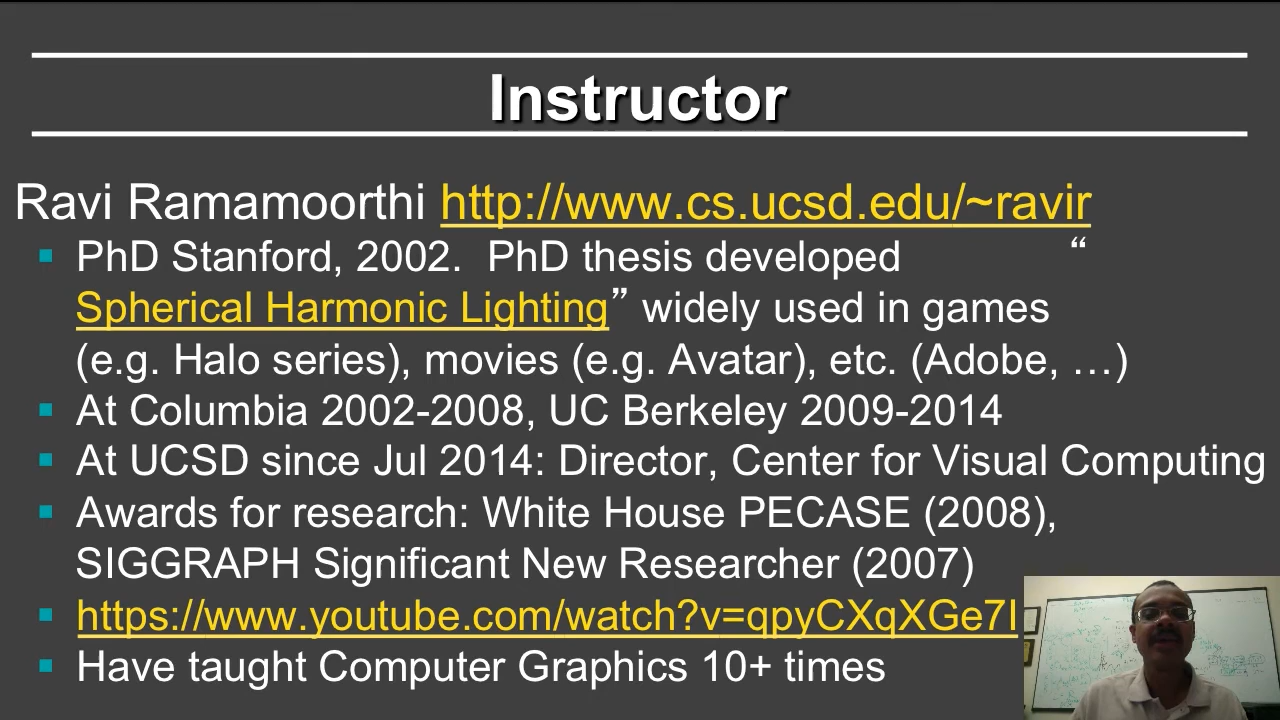 Instructor
Ravi Ramamoorthi http://www.cs.ucsd.edu/~ravir
PhD Stanford, 2002. PhD thesis developed “
Spherical Harmonic Lighting” widely used in games
(e.g. Halo series), movies (e.g. Avatar), etc. (Adobe, …)
At Columbia 2002-2008, UC Berkeley 2009-2014
At UCSD since Jul 2014: Director, Center for Visual Computing
Awards for research: White House PECASE (2008),
SIGGRAPH Significant New Researcher (2007)
https://www.youtube.com/watch?v=qpyCXqXGe7I
Have taught Computer Graphics 10+ times